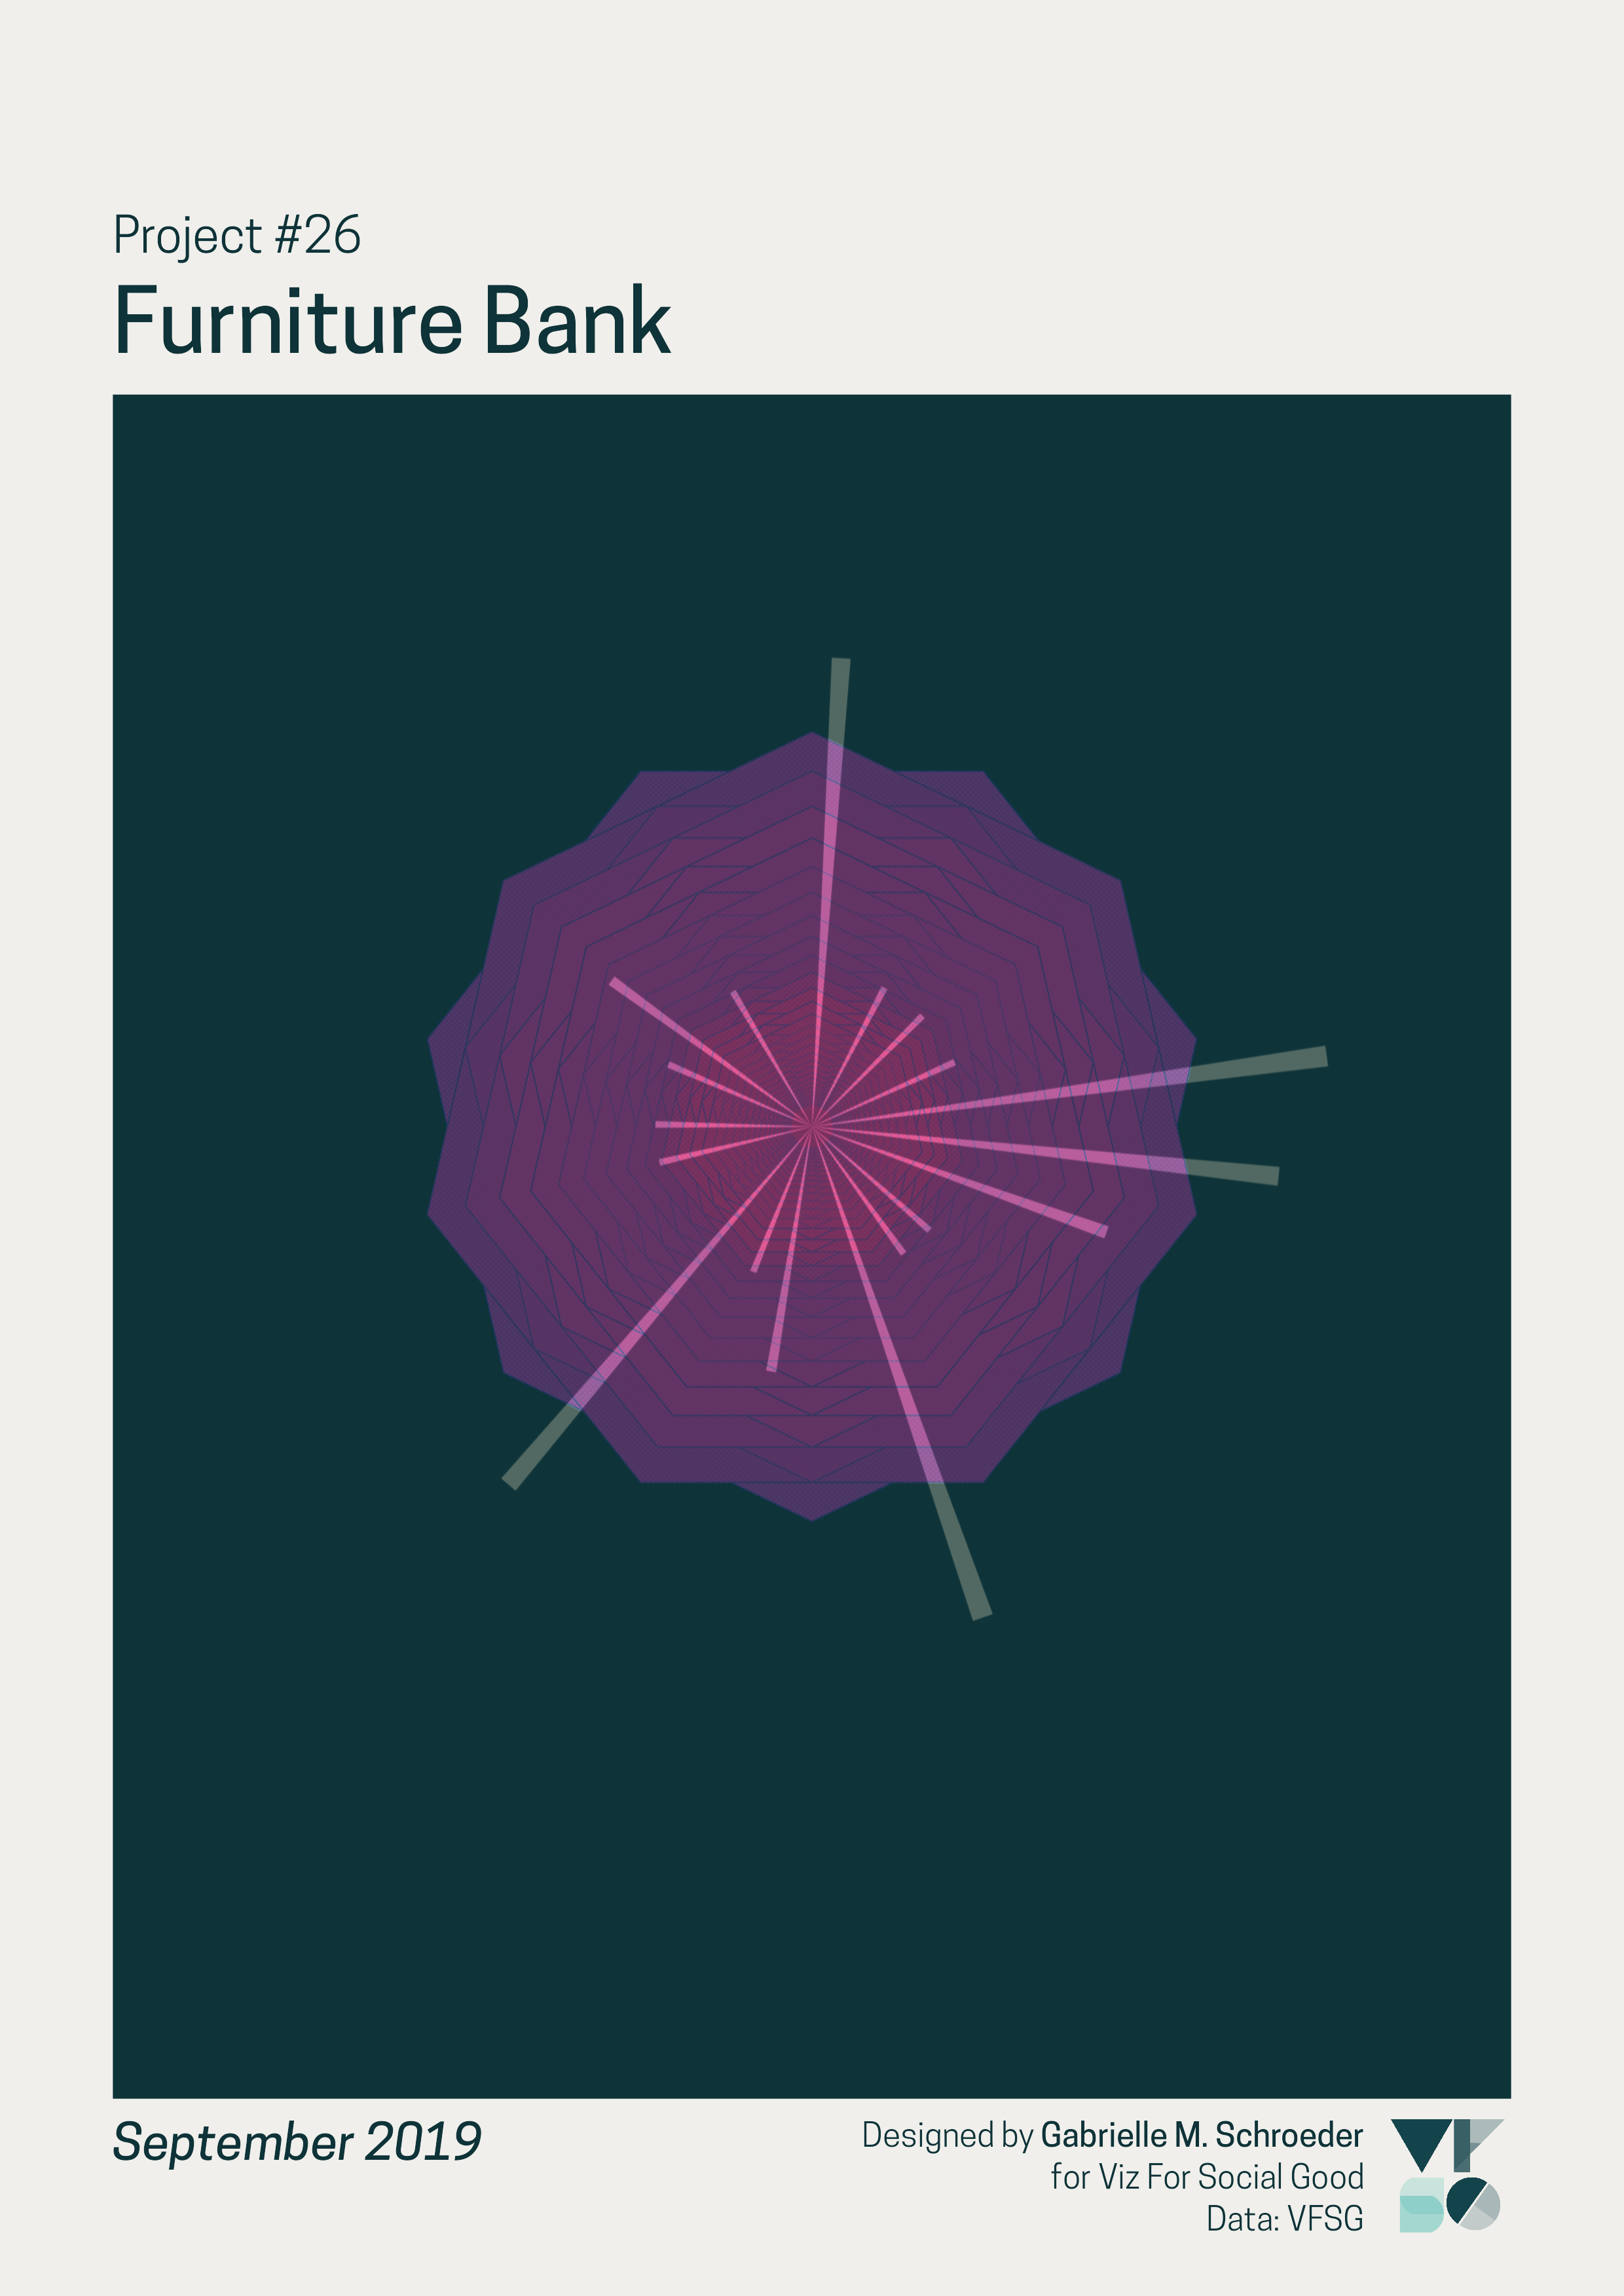 Project #26
Furniture Bank
September 2019
Designed by Gabrielle M. Schroeder
for Viz For Social Good
Data: VFSG